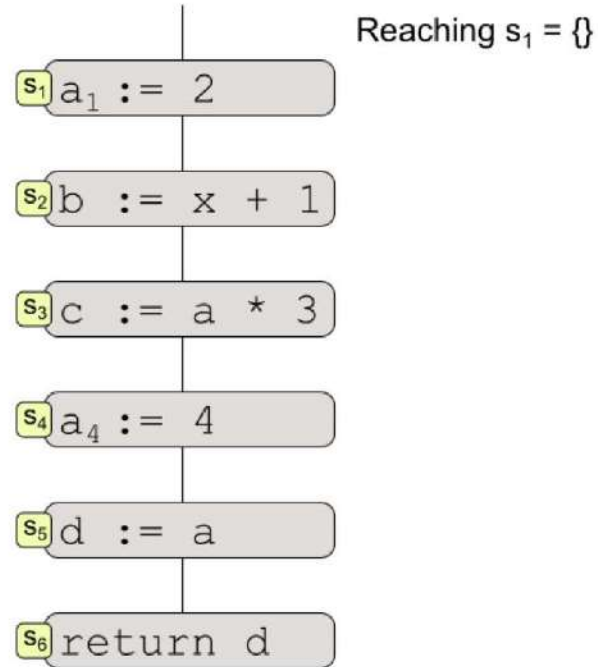 Reaching s₁ = {}
s₁ a₁ := 2
s₂ b := x + 1
s₃ c := a * 3
s₄ a₄ := 4
s₅ d := a
s₆ return d